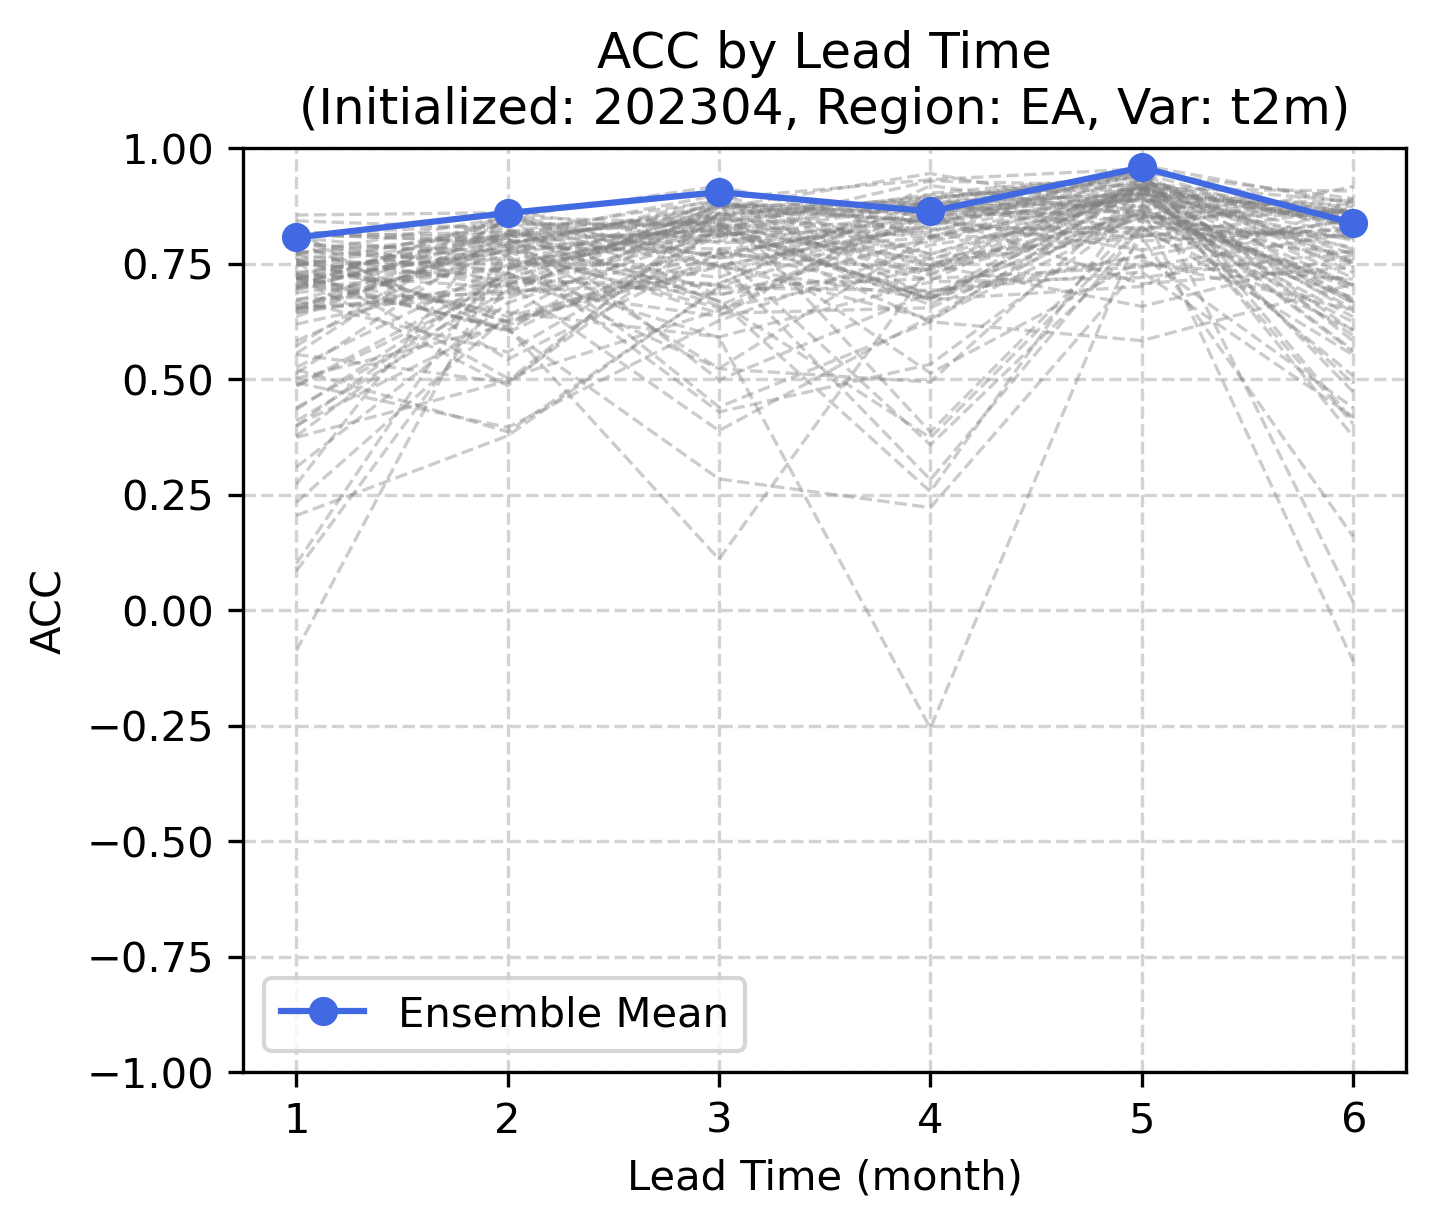 ACC by Lead Time
(Initialized: 202304, Region: EA, Var: t2m)
1.00
0.75
0.50
0.25
0.00
−0.25
−0.50
−0.75
−1.00
ACC
Ensemble Mean
1 2 3 4 5 6
Lead Time (month)